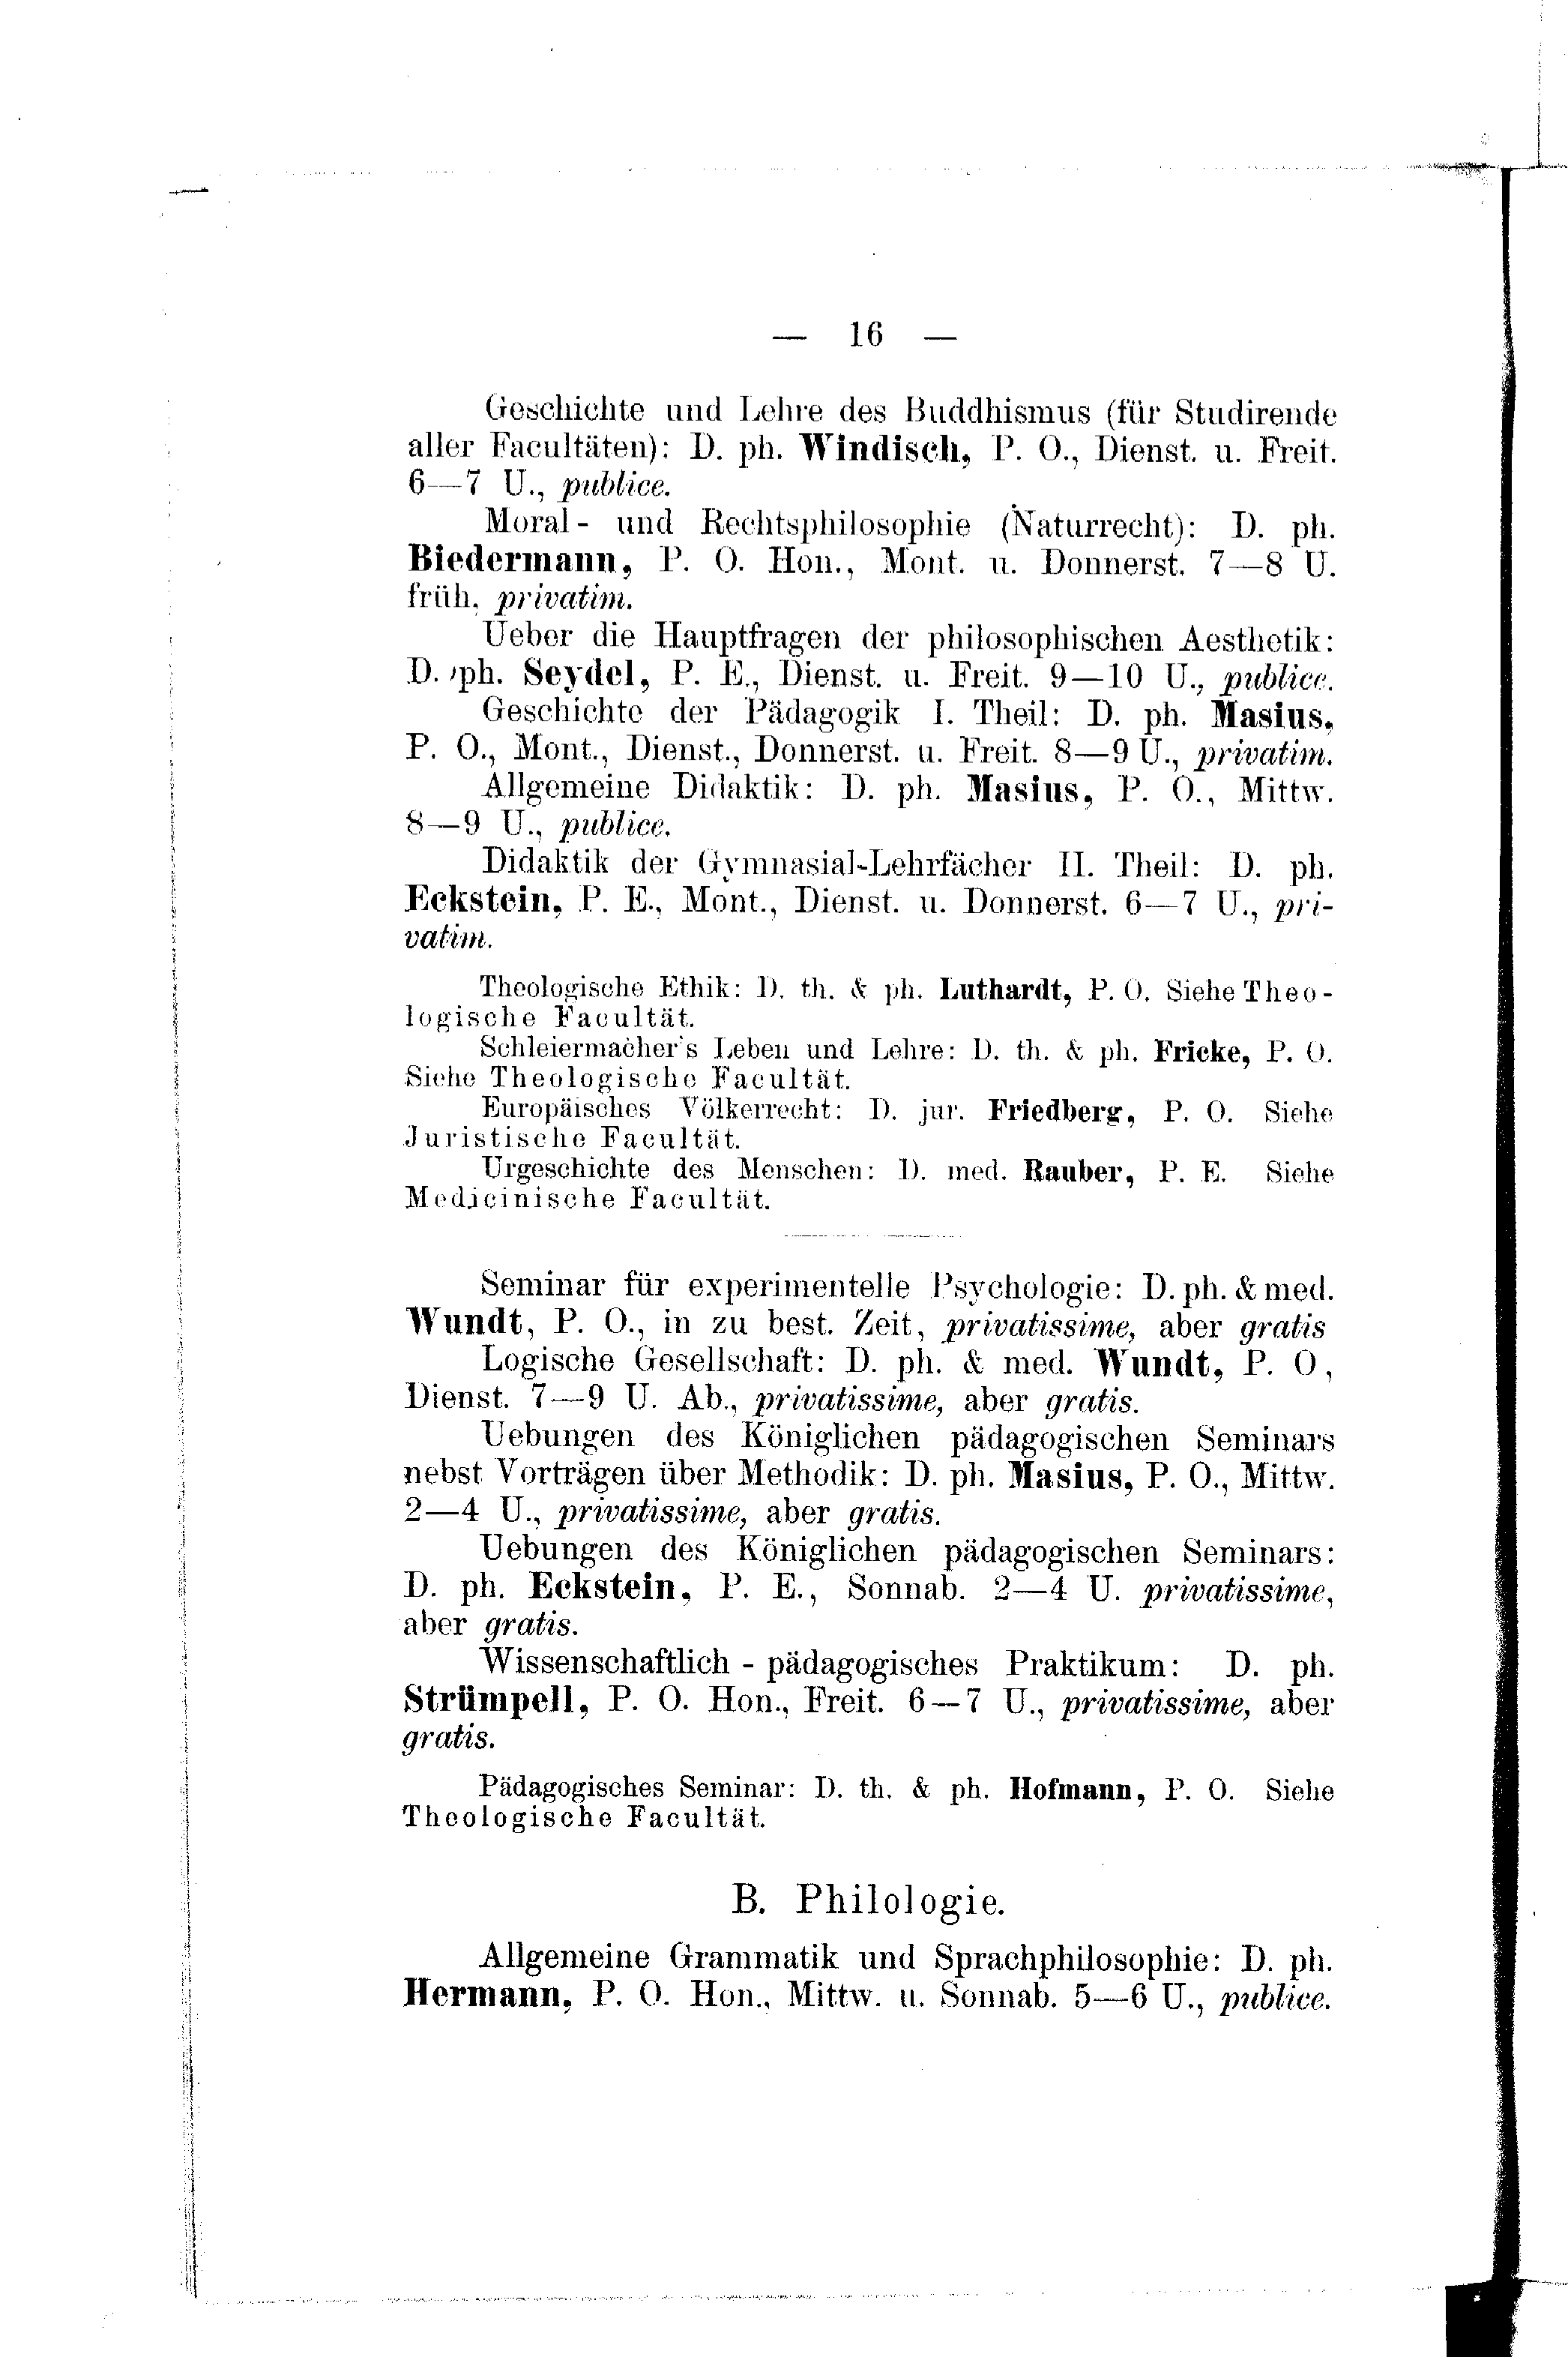 — 16 —
Geschichte und Lehre des Buddhismus (für Studirende
aller Facultäten): D. ph. Windisch, P. O., Dienst. u. Freit.
6—7 U., publice.
Moral- und Rechtsphilosophie (Naturrecht): D. ph.
Biedermann, P. O. Hon., Mont. u. Donnerst. 7—8 U.
früh, privatim.
Ueber die Hauptfragen der philosophischen Aesthetik:
D. ph. Seydel, P. E., Dienst. u. Freit. 9—10 U., publice.
Geschichte der Pädagogik I. Theil: D. ph. Masius,
P. O., Mont., Dienst., Donnerst. u. Freit. 8—9 U., privatim.
Allgemeine Didaktik: D. ph. Masius, P. O., Mittw.
8—9 U., publice.
Didaktik der Gymnasial-Lehrfächer II. Theil: D. ph.
Eckstein, P. E., Mont., Dienst. u. Donnerst. 6—7 U., pri-
vatim.
Theologische Ethik: D. th. & ph. Luthardt, P. O. Siehe Theo-
logische Facultät.
Schleiermacher's Leben und Lehre: D. th. & ph. Fricke, P. O.
Siehe Theologische Facultät.
Europäisches Völkerrecht: D. jur. Friedberg, P. O. Siehe
Juristische Facultät.
Urgeschichte des Menschen: D. med. Rauber, P. E. Siehe
Medicinische Facultät.
Seminar für experimentelle Psychologie: D. ph. & med.
Wundt, P. O., in zu best. Zeit, privatissime, aber gratis
Logische Gesellschaft: D. ph. & med. Wundt, P. O,
Dienst. 7—9 U. Ab., privatissime, aber gratis.
Uebungen des Königlichen pädagogischen Seminars
nebst Vorträgen über Methodik: D. ph. Masius, P. O., Mittw.
2—4 U., privatissime, aber gratis.
Uebungen des Königlichen pädagogischen Seminars:
D. ph. Eckstein, P. E., Sonnab. 2—4 U. privatissime,
aber gratis.
Wissenschaftlich - pädagogisches Praktikum: D. ph.
Strümpell, P. O. Hon., Freit. 6—7 U., privatissime, aber
gratis.
Pädagogisches Seminar: D. th. & ph. Hofmann, P. O. Siehe
Theologische Facultät.
B. Philologie.
Allgemeine Grammatik und Sprachphilosophie: D. ph.
Hermann, P. O. Hon., Mittw. u. Sonnab. 5—6 U., publice.